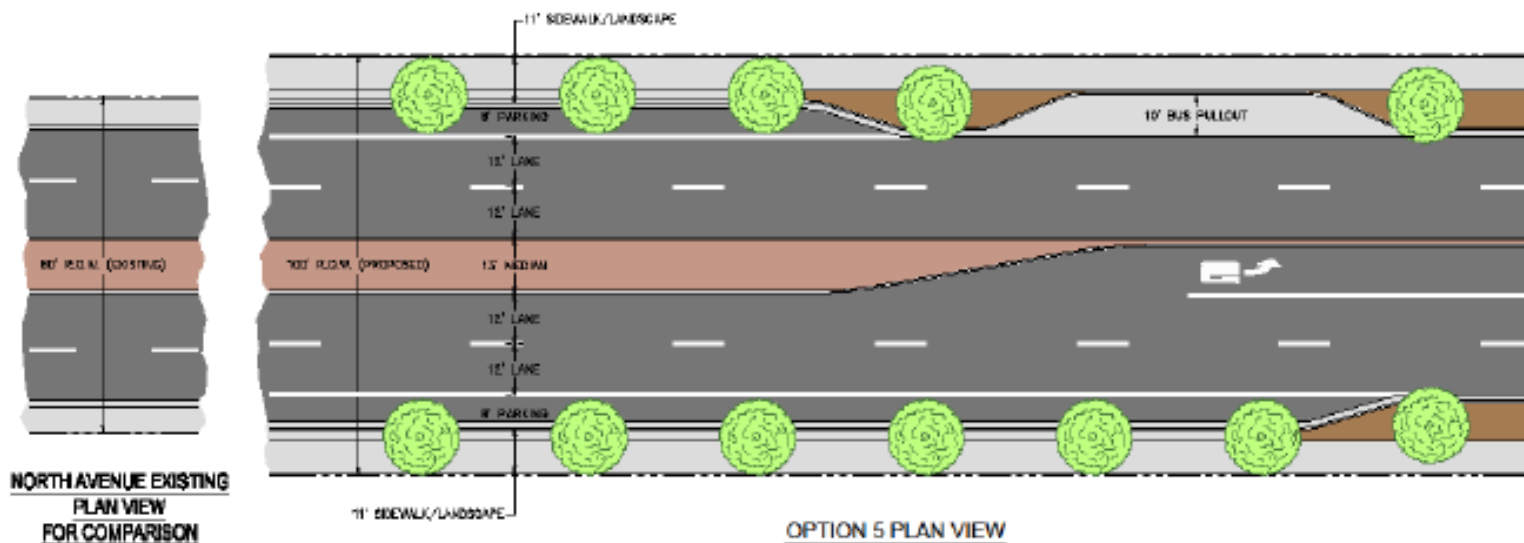 11' SIDEWALK/LANDSCAPE
8' PARKING
10' BUS PULLOUT
12' LANE
12' LANE
80' R.O.W. (EXISTING)
100' R.O.W. (PROPOSED)
13' MEDIAN
12' LANE
12' LANE
8' PARKING
11' SIDEWALK/LANDSCAPE
NORTH AVENUE EXISTING
PLAN VIEW
FOR COMPARISON
OPTION 5 PLAN VIEW